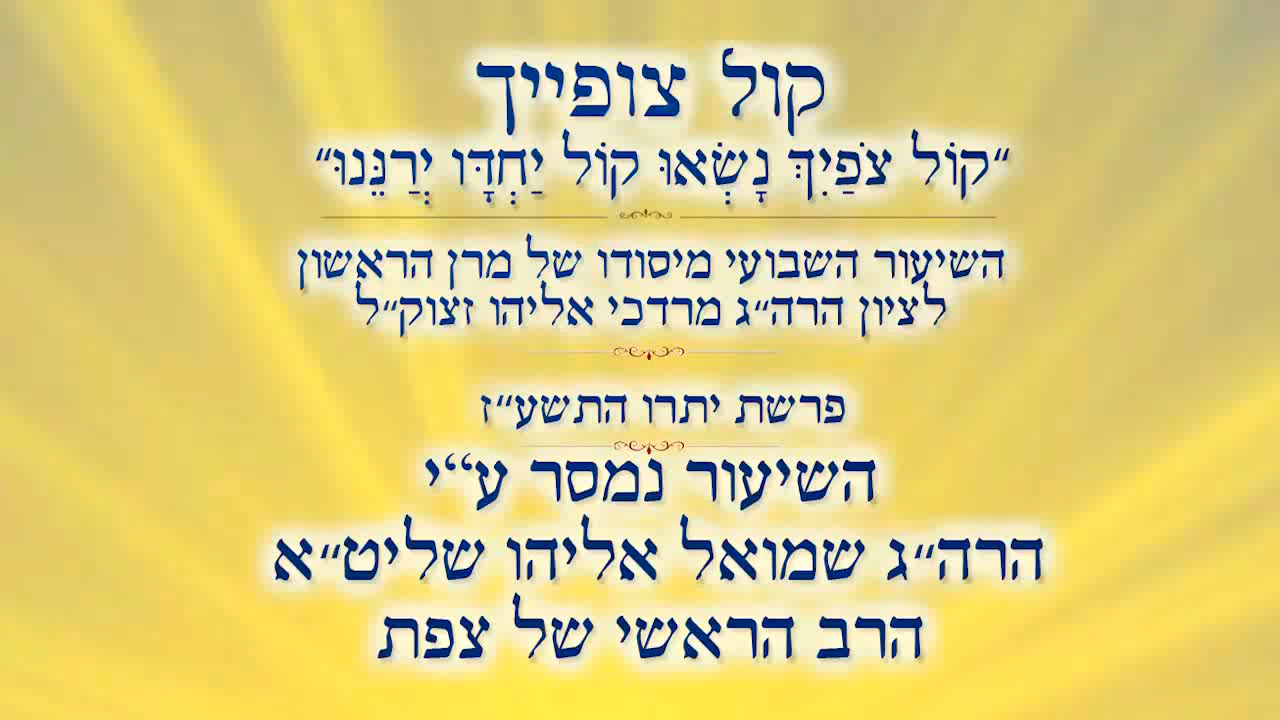 קול צופייך
"קוֹל צֹפַיִךְ נָשְׂאוּ קוֹל יַחְדָּו יְרַנֵּנוּ"
השיעור השבועי מיסודו של מרן הראשון
לציון הרה"ג מרדכי אליהו זצוק"ל
פרשת יתרו התשע"ז
השיעור נמסר ע"י
הרה"ג שמואל אליהו שליט"א
הרב הראשי של צפת